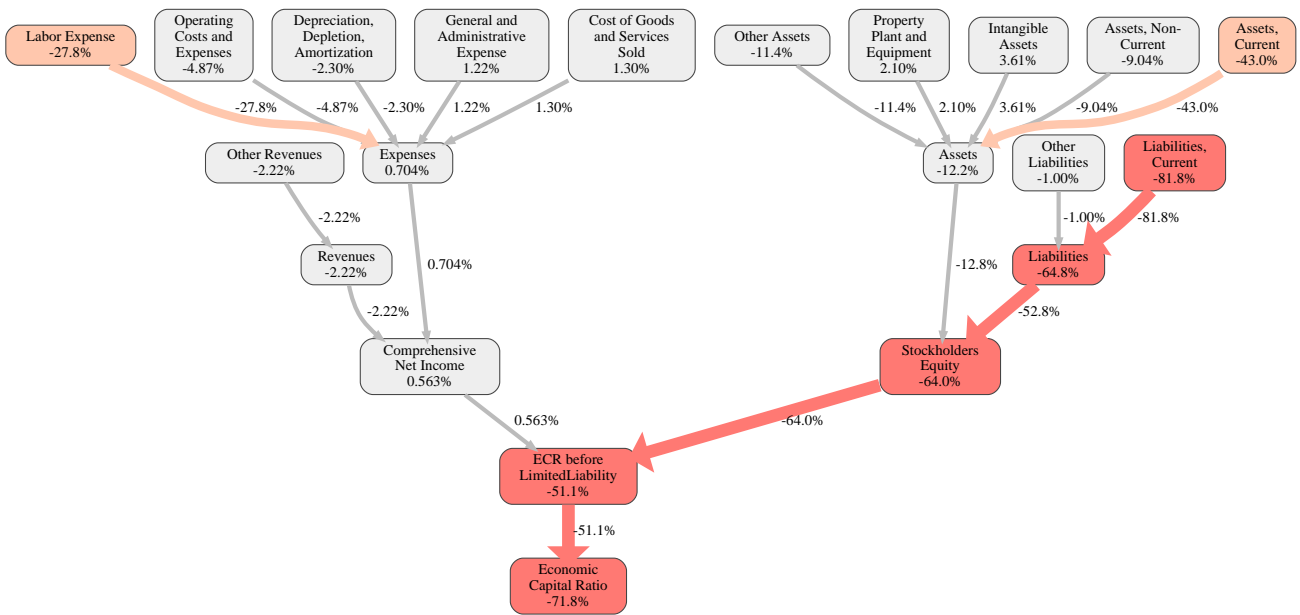 Labor Expense
-27.8%
Operating
Costs and
Expenses
-4.87%
Depreciation,
Depletion,
Amortization
-2.30%
General and
Administrative
Expense
1.22%
Cost of Goods
and Services
Sold
1.30%
Other Assets
-11.4%
Property
Plant and
Equipment
2.10%
Intangible
Assets
3.61%
Assets, Non-
Current
-9.04%
Assets,
Current
-43.0%
-27.8%
-4.87%
-2.30%
1.22%
1.30%
-11.4%
2.10%
3.61%
-9.04%
-43.0%
Other Revenues
-2.22%
Expenses
0.704%
Assets
-12.2%
Other
Liabilities
-1.00%
Liabilities,
Current
-81.8%
-2.22%
-1.00%
-81.8%
Revenues
-2.22%
0.704%
-12.8%
Liabilities
-64.8%
-2.22%
-52.8%
Comprehensive
Net Income
0.563%
Stockholders
Equity
-64.0%
0.563%
-64.0%
ECR before
LimitedLiability
-51.1%
-51.1%
Economic
Capital Ratio
-71.8%